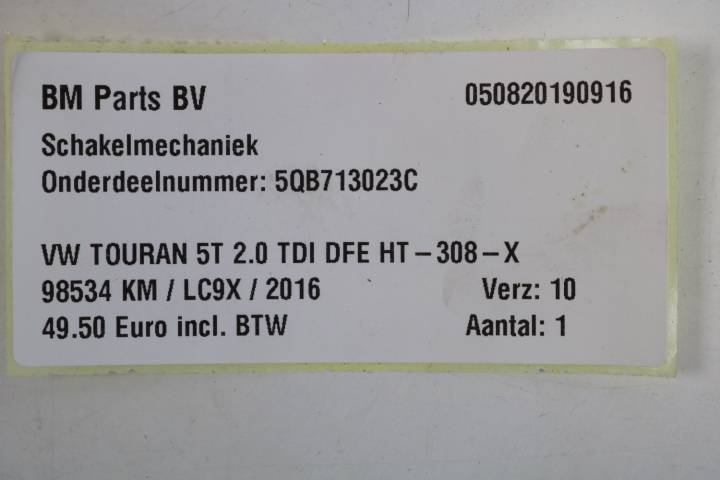 BM Parts BV 050820190916
Schakelmechaniek
Onderdeelnummer: 5QB713023C
VW TOURAN 5T 2.0 TDI DFE HT-308-X
98534 KM / LC9X / 2016 Verz: 10
49.50 Euro incl. BTW Aantal: 1